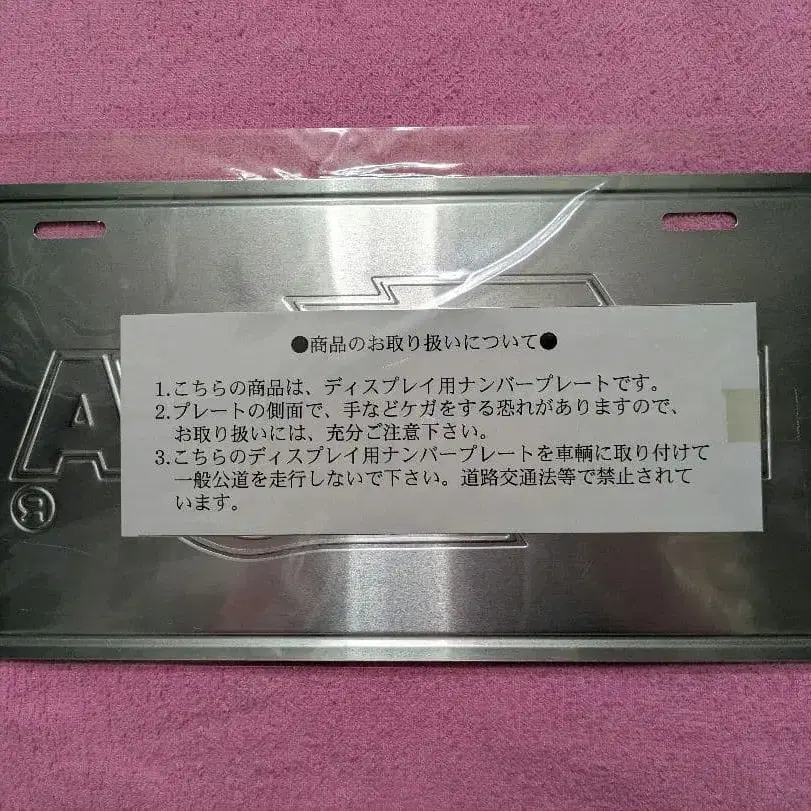 ●商品のお取り扱いについて●
1.こちらの商品は、ディスプレイ用ナンバープレートです。
2.プレートの側面で、手などケガをする恐れがありますので、
お取り扱いには、充分ご注意下さい。
3.こちらのディスプレイ用ナンバープレートを車輌に取り付けて
一般公道を走行しないで下さい。道路交通法等で禁止されて
います。
A
®